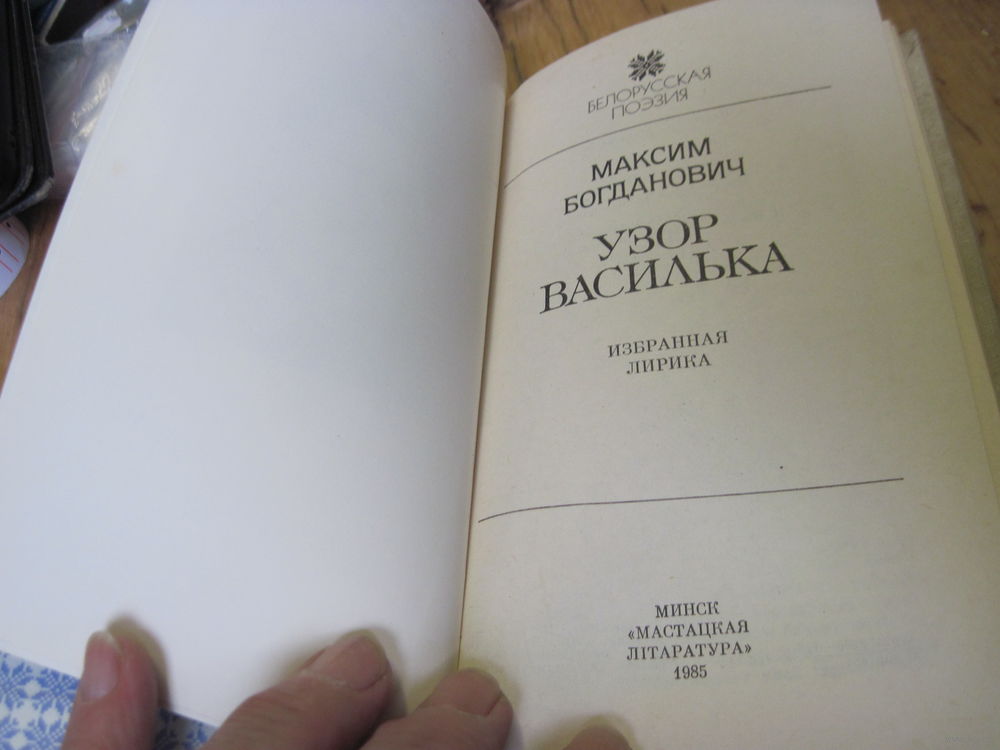 БЕЛОРУССКАЯ
ПОЭЗИЯ
МАКСИМ
БОГДАНОВИЧ
УЗОР
ВАСИЛЬКА
ИЗБРАННАЯ
ЛИРИКА
МИНСК
«МАСТАЦКАЯ
ЛІТАРАТУРА»
1985